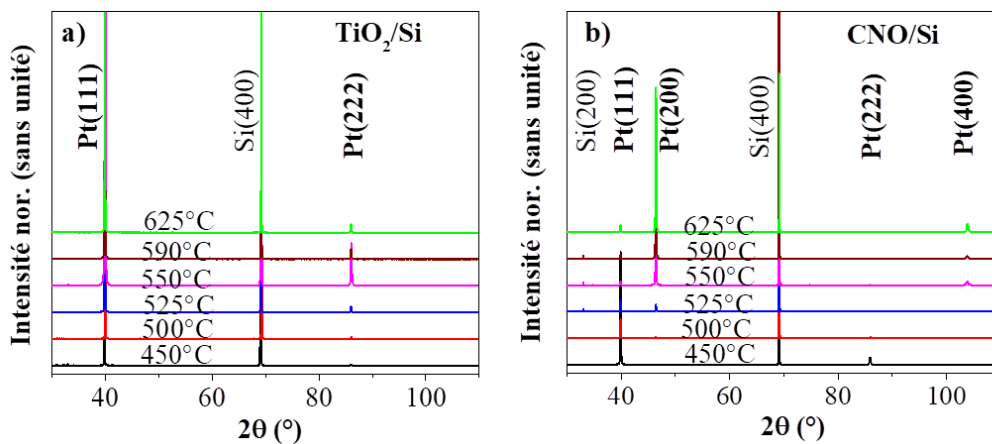 a)
TiO2/Si
Pt(111)
Si(400)
Pt(222)
625°C
590°C
550°C
525°C
500°C
450°C
40
60
80
2θ (°)
Intensité nor. (sans unité)
b)
CNO/Si
Si(200)
Pt(111)
Pt(200)
Si(400)
Pt(222)
Pt(400)
625°C
590°C
550°C
525°C
500°C
450°C
40
60
80
100
2θ (°)
Intensité nor. (sans unité)